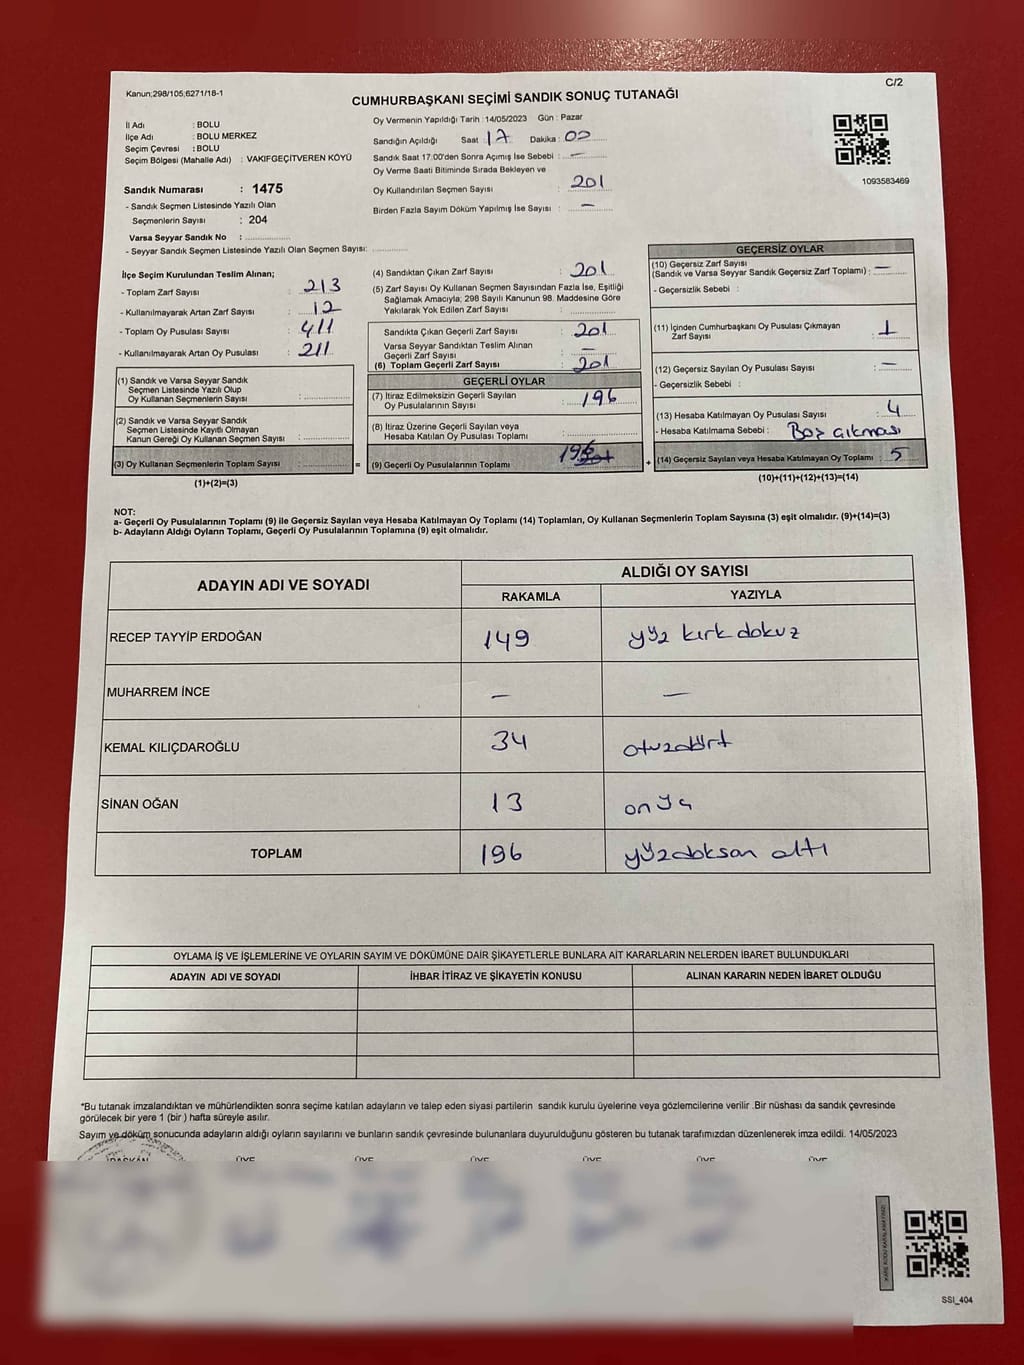 C/2
Kanun;298/105;6271/18-1
CUMHURBAŞKANI SEÇİMİ SANDIK SONUÇ TUTANAĞI
İl Adı : BOLU
İlçe Adı : BOLU MERKEZ
Seçim Çevresi : BOLU
Seçim Bölgesi (Mahalle Adı) : VAKIFGEÇİTVEREN KÖYÜ
Sandık Numarası : 1475
- Sandık Seçmen Listesinde Yazılı Olan
Seçmenlerin Sayısı : 204
Varsa Seyyar Sandık No : ..............
- Seyyar Sandık Seçmen Listesinde Yazılı Olan Seçmen Sayısı: ............
Oy Vermenin Yapıldığı Tarih :14/05/2023 Gün : Pazar
Sandığın Açıldığı Saat 17 Dakika : 00
Sandık Saat 17:00'den Sonra Açımış İse Sebebi : —
Oy Verme Saati Bitiminde Sırada Bekleyen ve
Oy Kullandırılan Seçmen Sayısı : 201
Birden Fazla Sayım Döküm Yapılmış İse Sayısı : —
1093583469
İlçe Seçim Kurulundan Teslim Alınan;
- Toplam Zarf Sayısı : 213
- Kullanılmayarak Artan Zarf Sayısı : 12
- Toplam Oy Pusulası Sayısı : 411
- Kullanılmayarak Artan Oy Pusulası : 211
(1) Sandık ve Varsa Seyyar Sandık
Seçmen Listesinde Yazılı Olup
Oy Kullanan Seçmenlerin Sayısı : ............
(2) Sandık ve Varsa Seyyar Sandık
Seçmen Listesinde Kayıtlı Olmayan
Kanun Gereği Oy Kullanan Seçmen Sayısı : ............
(3) Oy Kullanan Seçmenlerin Toplam Sayısı : ............ =
(1)+(2)=(3)
(4) Sandıktan Çıkan Zarf Sayısı : 201
(5) Zarf Sayısı Oy Kullanan Seçmen Sayısından Fazla İse, Eşitliği
Sağlamak Amacıyla; 298 Sayılı Kanunun 98. Maddesine Göre
Yakılarak Yok Edilen Zarf Sayısı : ............
Sandıkta Çıkan Geçerli Zarf Sayısı : 201
Varsa Seyyar Sandıktan Teslim Alınan
Geçerli Zarf Sayısı : —
(6) Toplam Geçerli Zarf Sayısı : 201
GEÇERLİ OYLAR
(7) İtiraz Edilmeksizin Geçerli Sayılan
Oy Pusulalarının Sayısı : 196
(8) İtiraz Üzerine Geçerli Sayılan veya
Hesaba Katılan Oy Pusulası Toplamı : ............
(9) Geçerli Oy Pusulalarının Toplamı 196 201 +
GEÇERSİZ OYLAR
(10) Geçersiz Zarf Sayısı
(Sandık ve Varsa Seyyar Sandık Geçersiz Zarf Toplamı) : —
- Geçersizlik Sebebi :
(11) İçinden Cumhurbaşkanı Oy Pusulası Çıkmayan
Zarf Sayısı : 1
(12) Geçersiz Sayılan Oy Pusulası Sayısı : —
- Geçersizlik Sebebi :
(13) Hesaba Katılmayan Oy Pusulası Sayısı : 4
- Hesaba Katılmama Sebebi : Boş çıkması
(14) Geçersiz Sayılan veya Hesaba Katılmayan Oy Toplamı : 5
(10)+(11)+(12)+(13)=(14)
NOT:
a- Geçerli Oy Pusulalarının Toplamı (9) ile Geçersiz Sayılan veya Hesaba Katılmayan Oy Toplamı (14) Toplamları, Oy Kullanan Seçmenlerin Toplam Sayısına (3) eşit olmalıdır. (9)+(14)=(3)
b- Adayların Aldığı Oyların Toplamı, Geçerli Oy Pusulalarının Toplamına (9) eşit olmalıdır.
ADAYIN ADI VE SOYADI ALDIĞI OY SAYISI
RAKAMLA YAZIYLA
RECEP TAYYİP ERDOĞAN 149 yüz kırk dokuz
MUHARREM İNCE — —
KEMAL KILIÇDAROĞLU 34 otuzdört
SİNAN OĞAN 13 on üç
TOPLAM 196 yüzdoksan altı
OYLAMA İŞ VE İŞLEMLERİNE VE OYLARIN SAYIM VE DÖKÜMÜNE DAİR ŞİKAYETLERLE BUNLARA AİT KARARLARIN NELERDEN İBARET BULUNDUKLARI
ADAYIN ADI VE SOYADI İHBAR İTİRAZ VE ŞİKAYETİN KONUSU ALINAN KARARIN NEDEN İBARET OLDUĞU
*Bu tutanak imzalandıktan ve mühürlendikten sonra seçime katılan adayların ve talep eden siyasi partilerin sandık kurulu üyelerine veya gözlemcilerine verilir .Bir nüshası da sandık çevresinde
görülecek bir yere 1 (bir ) hafta süreyle asılır.
Sayım ve döküm sonucunda adayların aldığı oyların sayılarını ve bunların sandık çevresinde bulunanlara duyurulduğunu gösteren bu tutanak tarafımızdan düzenlenerek imza edildi. 14/05/2023
BAŞKAN ÜYE ÜYE ÜYE ÜYE ÜYE ÜYE
SSI_404